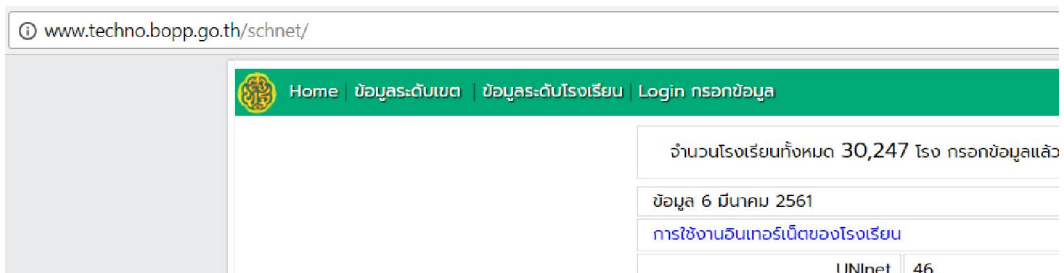 www.techno.bopp.go.th/schnet/
Home | ข้อมูลระดับเขต | ข้อมูลระดับโรงเรียน | Login กรอกข้อมูล
จำนวนโรงเรียนทั้งหมด 30,247 โรง กรอกข้อมูลแล้ว
ข้อมูล 6 มีนาคม 2561
การใช้งานอินเทอร์เน็ตของโรงเรียน
UNInet 46